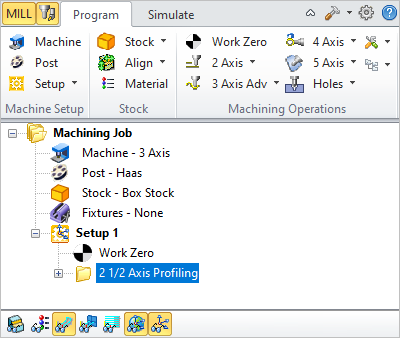 MILL Program Simulate
Machine Stock Work Zero 4 Axis
Post Align 2 Axis 5 Axis
Setup Material 3 Axis Adv Holes
Machine Setup Stock Machining Operations
Machining Job
Machine - 3 Axis
Post - Haas
Stock - Box Stock
Fixtures - None
Setup 1
Work Zero
2 1/2 Axis Profiling